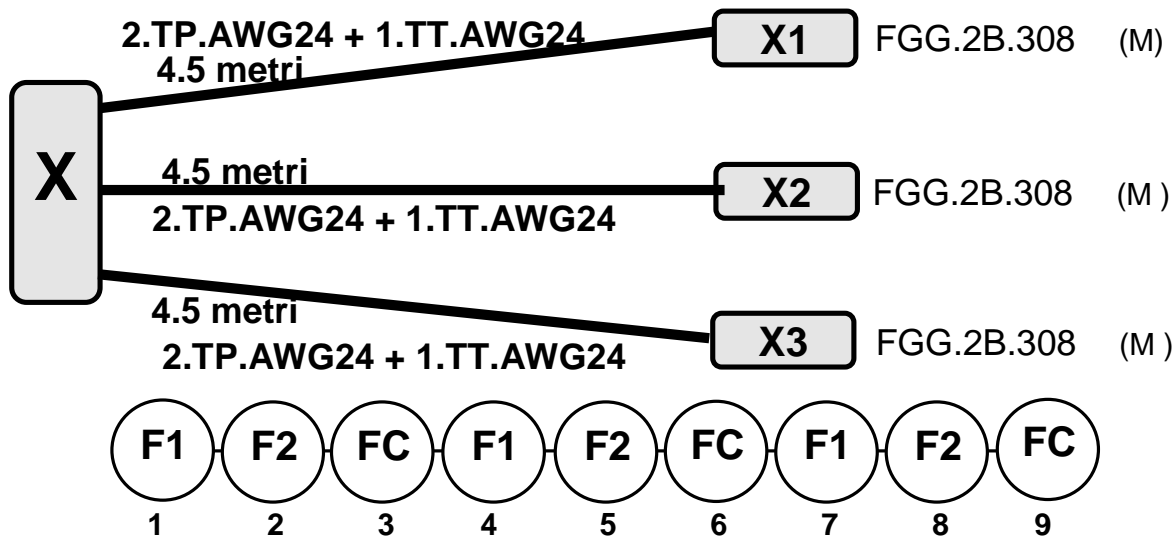 2.TP.AWG24 + 1.TT.AWG24
4.5 metri
X1 FGG.2B.308 (M)
X
4.5 metri
2.TP.AWG24 + 1.TT.AWG24
X2 FGG.2B.308 (M )
4.5 metri
2.TP.AWG24 + 1.TT.AWG24
X3 FGG.2B.308 (M )
F1 F2 FC F1 F2 FC F1 F2 FC
1 2 3 4 5 6 7 8 9